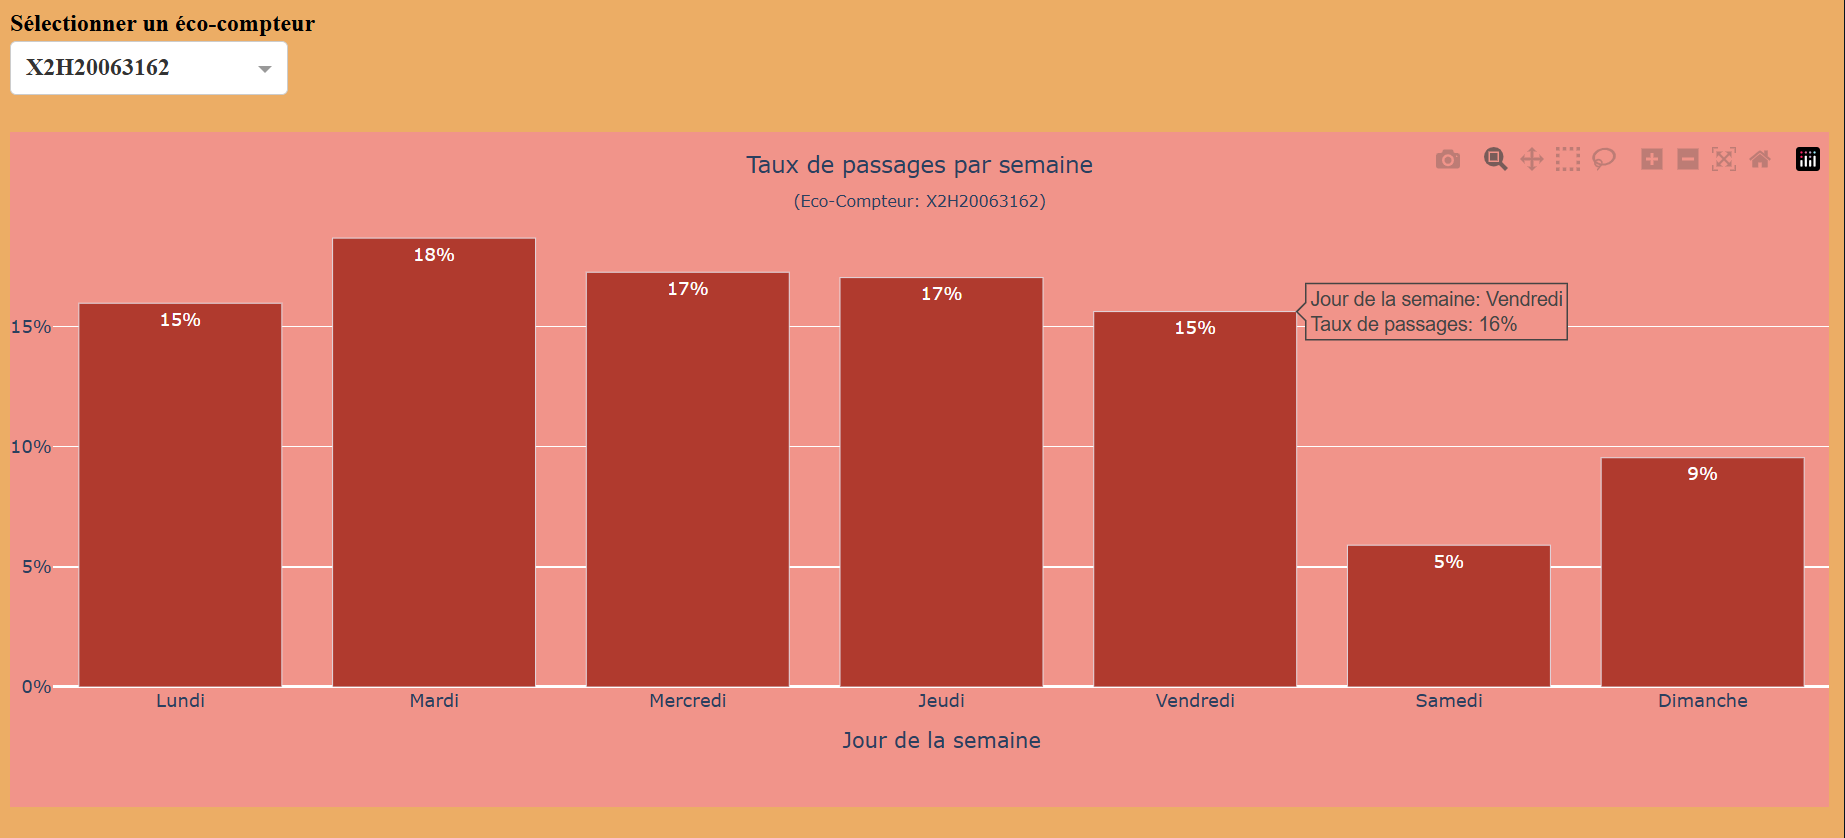 Sélectionner un éco-compteur
X2H20063162
Taux de passages par semaine
(Eco-Compteur: X2H20063162)
18%
17%
17%
15%
15%
Jour de la semaine: Vendredi
Taux de passages: 16%
15%
10%
9%
5%
5%
0%
Lundi Mardi Mercredi Jeudi Vendredi Samedi Dimanche
Jour de la semaine